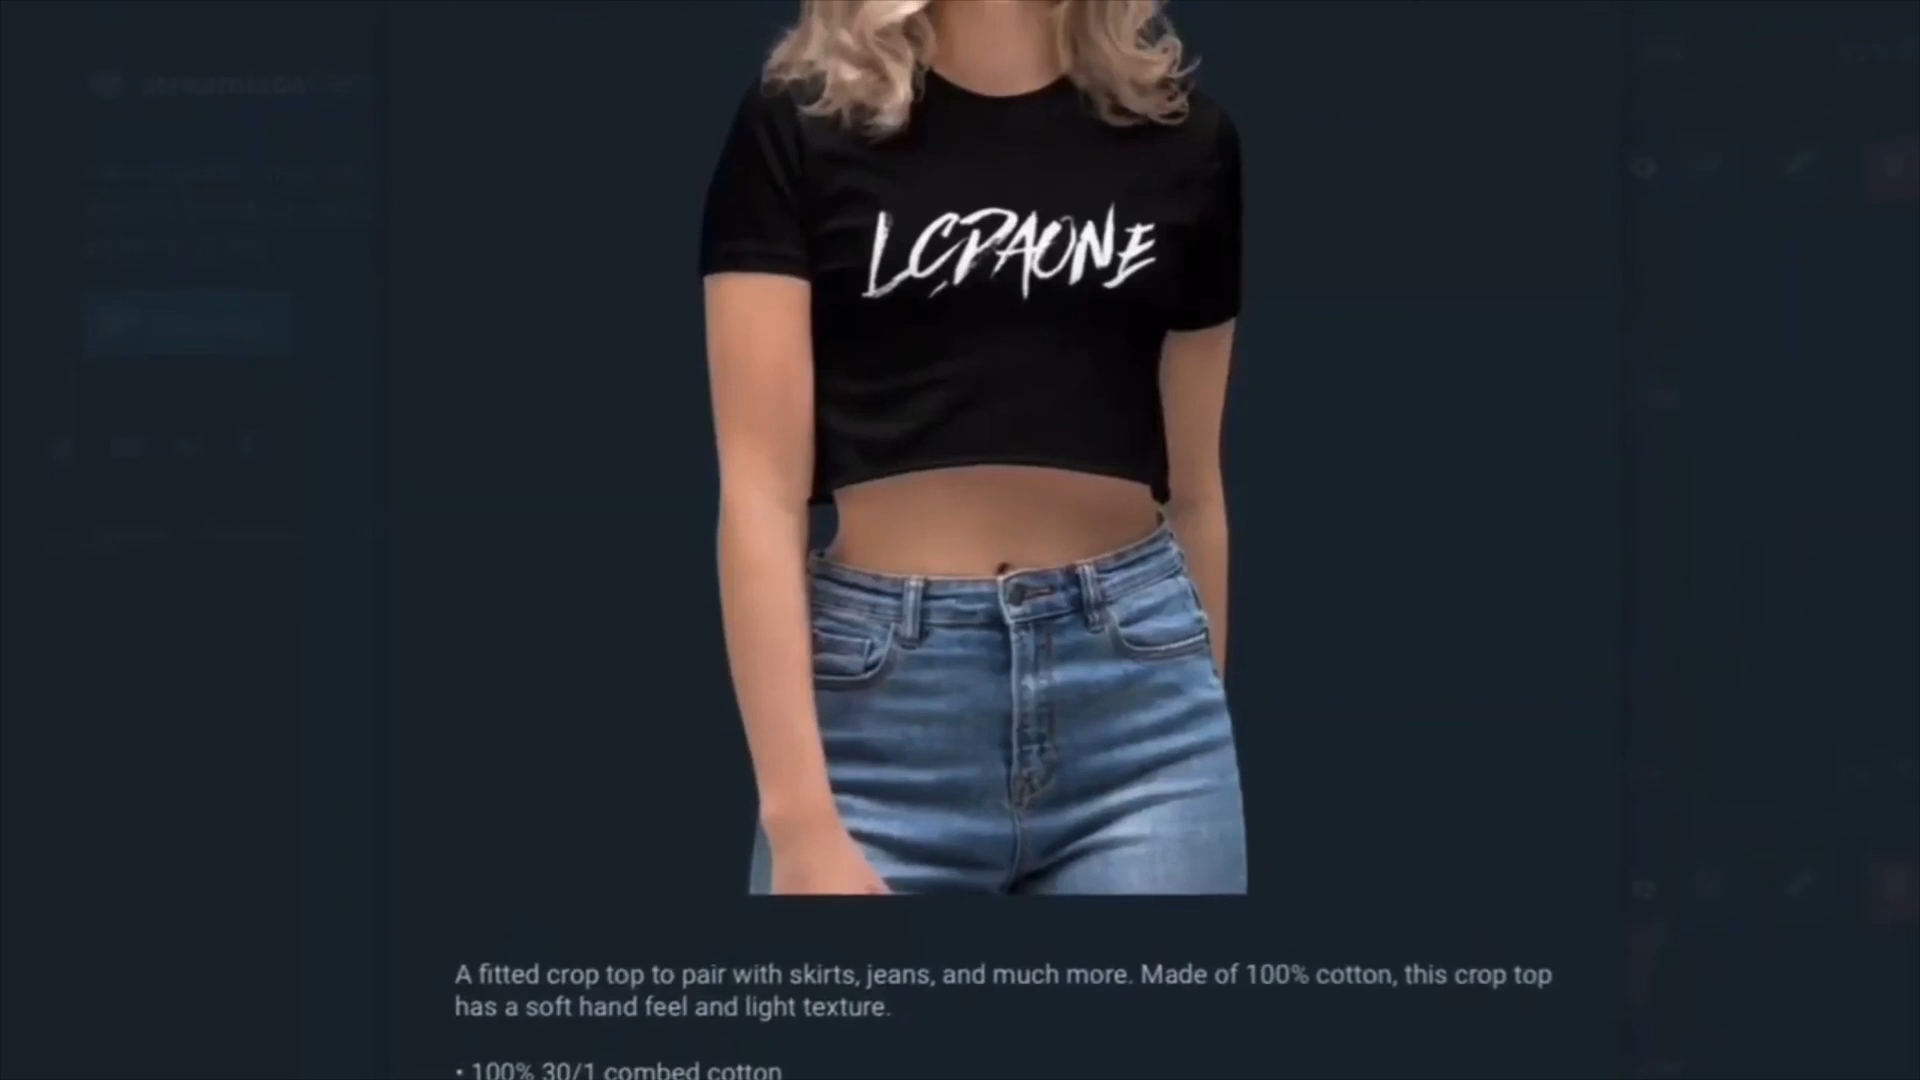 LCDAONE
A fitted crop top to pair with skirts, jeans, and much more. Made of 100% cotton, this crop top
has a soft hand feel and light texture.
• 100% 30/1 combed cotton